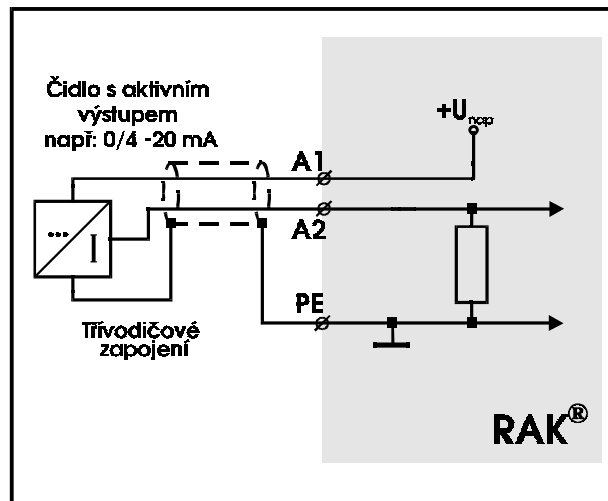 Čidlo s aktivním
výstupem
např: 0/4 -20 mA
+Unap
A1
A2
... I
PE
Třívodičové
zapojení
RAK®